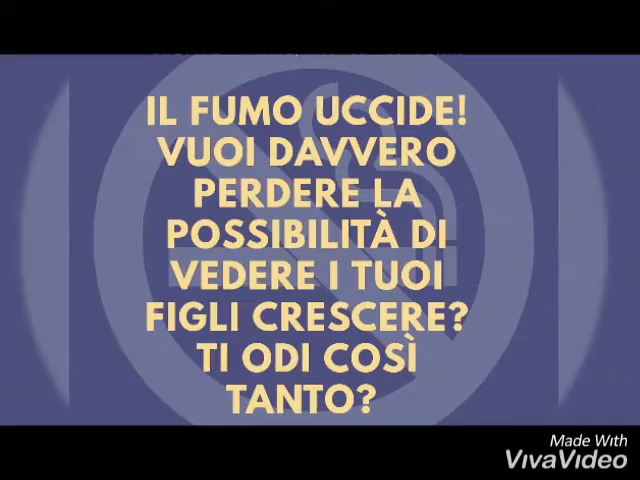 IL FUMO UCCIDE!
VUOI DAVVERO
PERDERE LA
POSSIBILITÀ DI
VEDERE I TUOI
FIGLI CRESCERE?
TI ODI COSÌ
TANTO?
Made With
VivaVideo